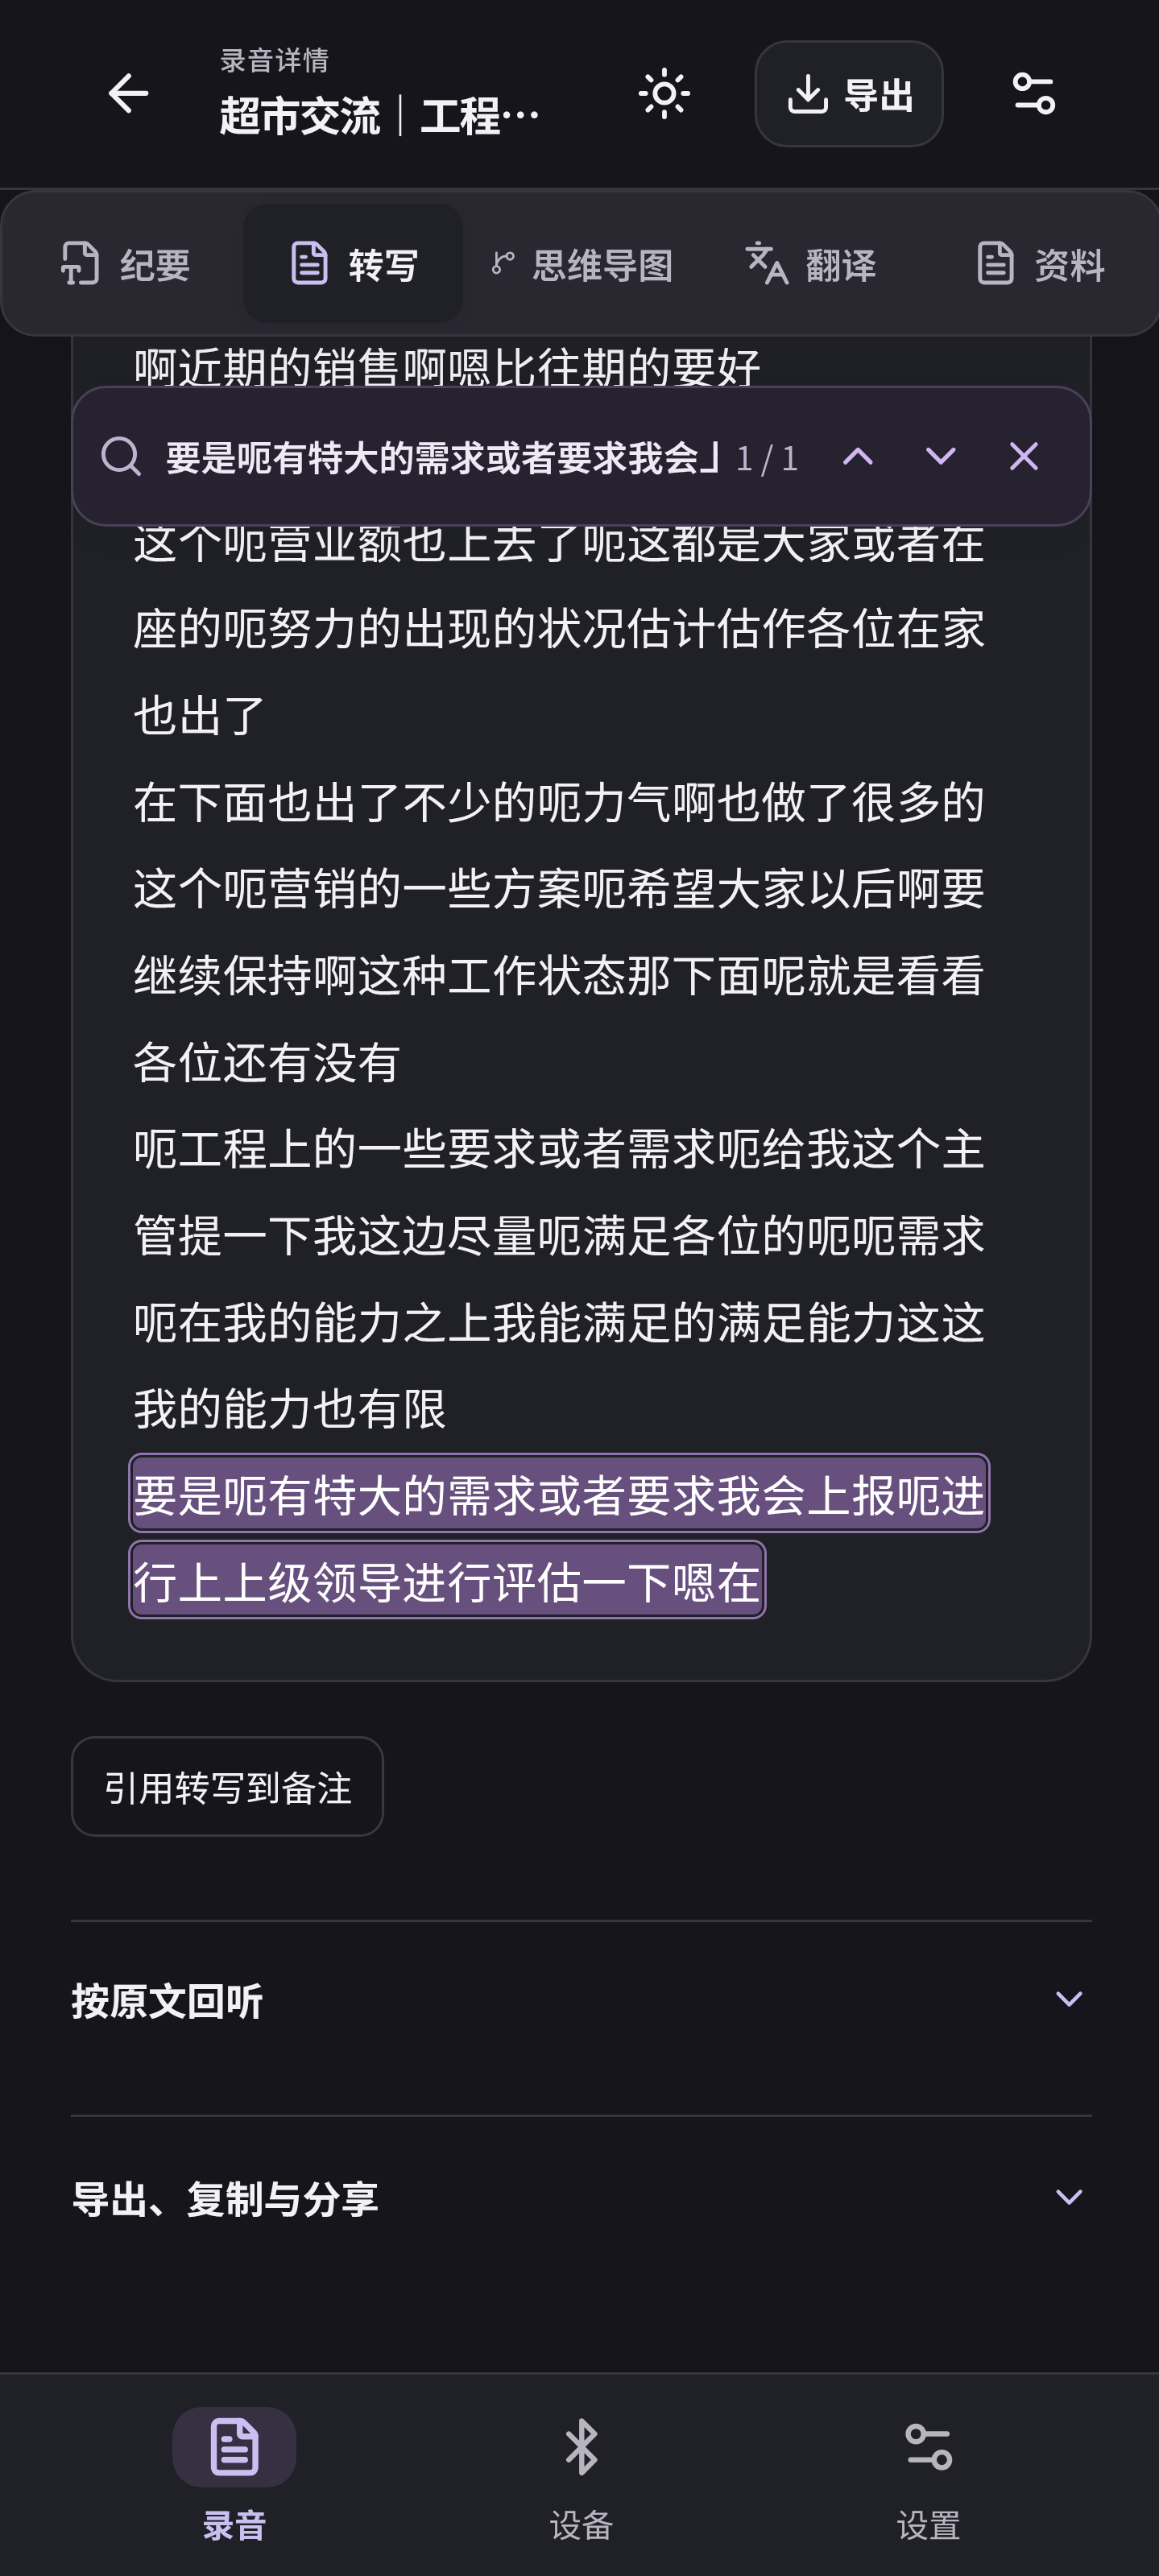 录音详情
超市交流｜工程…
导出
纪要
转写
思维导图
翻译
资料
啊近期的销售啊嗯比往期的要好
要是呃有特大的需求或者要求我会
1 / 1
这个呃营业额也上去了呃这都是大家或者在
座的呃努力的出现的状况估计估作各位在家
也出了
在下面也出了不少的呃力气啊也做了很多的
这个呃营销的一些方案呃希望大家以后啊要
继续保持啊这种工作状态那下面呢就是看看
各位还有没有
呃工程上的一些要求或者需求呃给我这个主
管提一下我这边尽量呃满足各位的呃呃需求
呃在我的能力之上我能满足的满足能力这这
我的能力也有限
要是呃有特大的需求或者要求我会上报呃进
行上上级领导进行评估一下嗯在
引用转写到备注
按原文回听
导出、复制与分享
录音
设备
设置